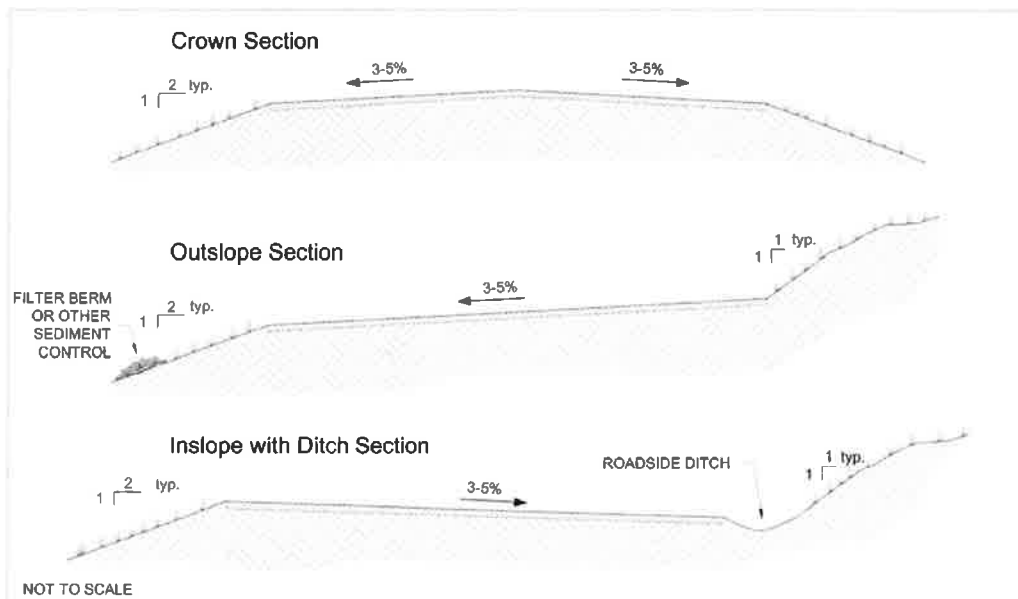 Crown Section
3-5%
3-5%
2 typ.
1
Outslope Section
1 typ.
1
3-5%
FILTER BERM
OR OTHER
SEDIMENT
CONTROL
2 typ.
1
Inslope with Ditch Section
ROADSIDE DITCH
1 typ.
1
2 typ.
1
3-5%
NOT TO SCALE